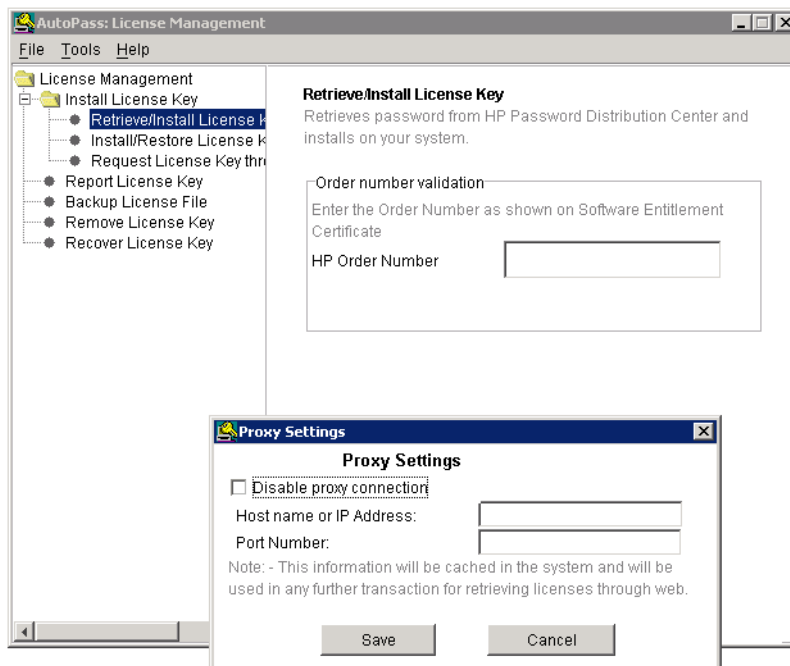 AutoPass: License Management
File Tools Help
License Management
Install License Key
Retrieve/Install License K
Install/Restore License K
Request License Key thr
Report License Key
Backup License File
Remove License Key
Recover License Key
Retrieve/Install License Key
Retrieves password from HP Password Distribution Center and
installs on your system.
Order number validation
Enter the Order Number as shown on Software Entitlement
Certificate
HP Order Number
Proxy Settings
Proxy Settings
Disable proxy connection
Host name or IP Address:
Port Number:
Note: - This information will be cached in the system and will be
used in any further transaction for retrieving licenses through web.
Save Cancel